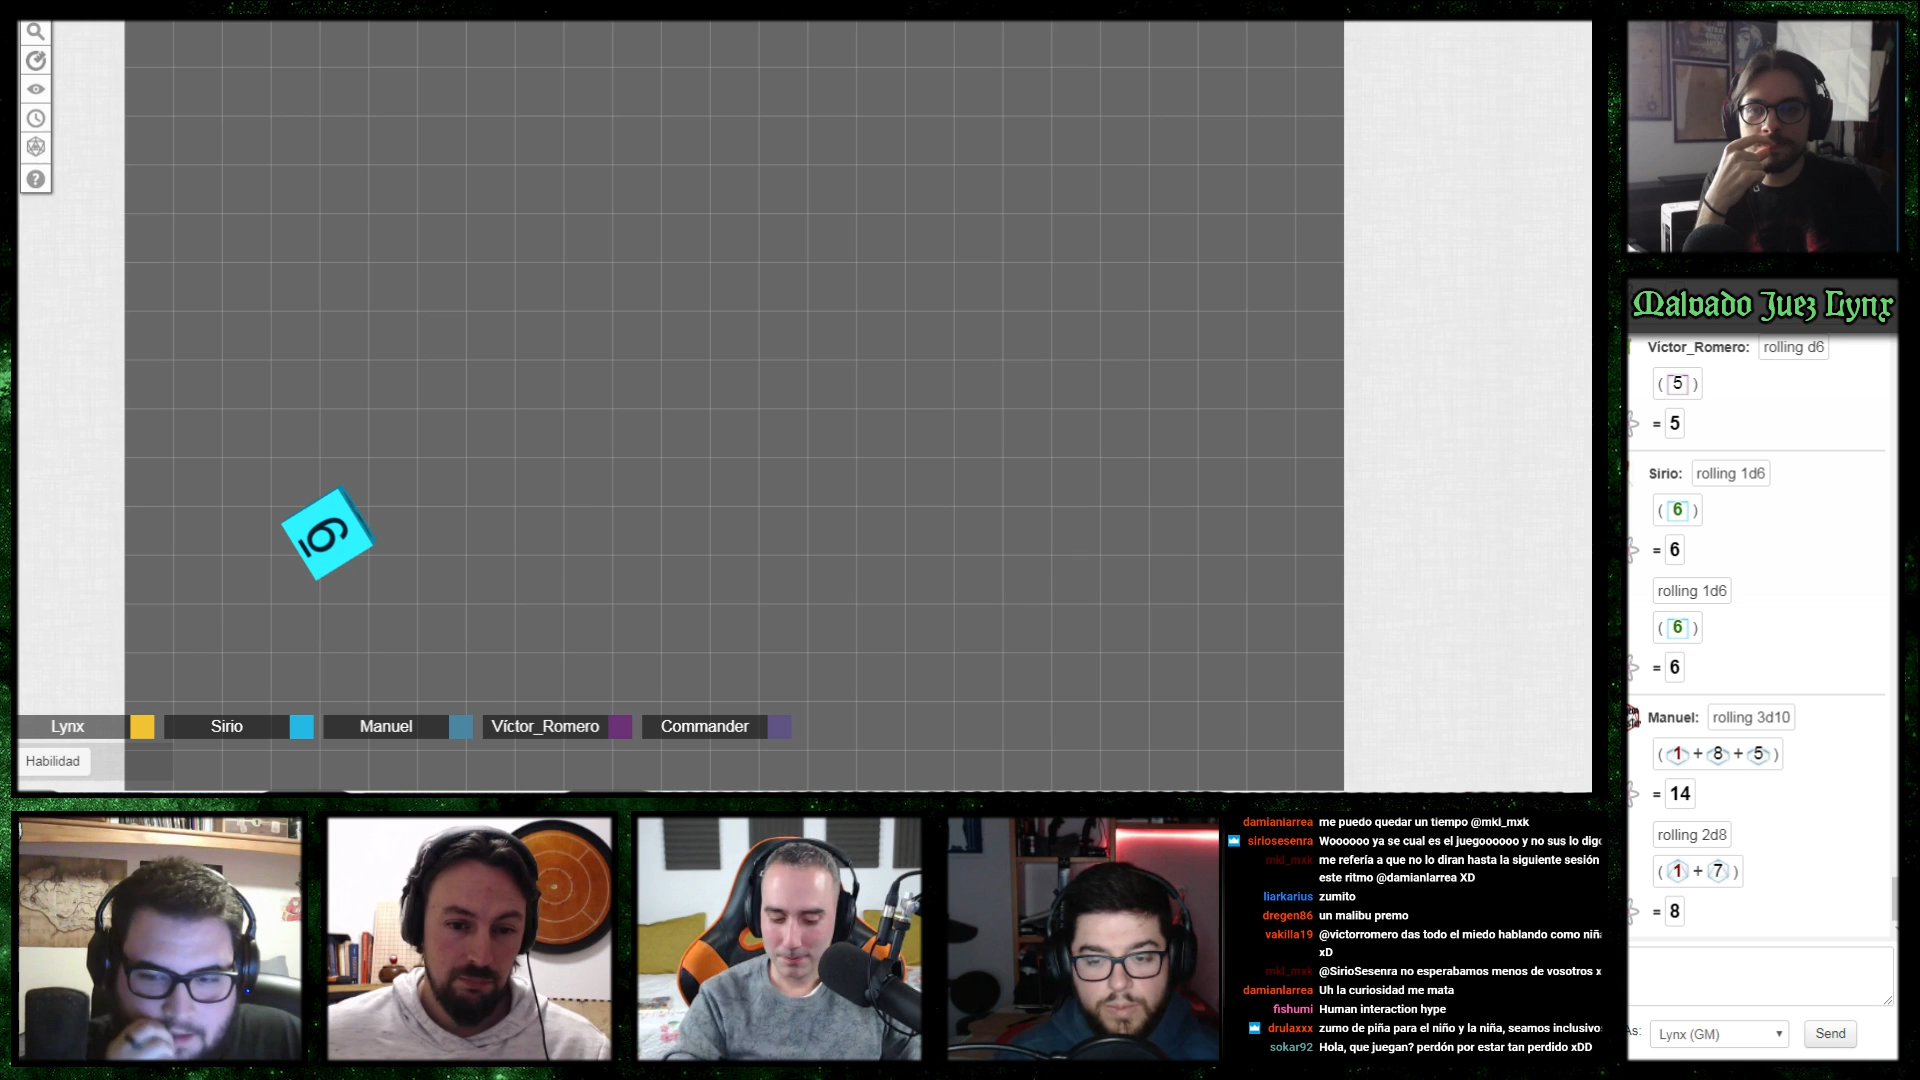 6
Lynx
Sirio
Manuel
Víctor_Romero
Commander
Habilidad
Malvado Juez Lynx
Víctor_Romero: rolling d6
( 5 )
= 5
Sirio: rolling 1d6
( 6 )
= 6
rolling 1d6
( 6 )
= 6
Manuel: rolling 3d10
( 1 + 8 + 5 )
= 14
rolling 2d8
( 1 + 7 )
= 8
As: Lynx (GM) Send
damianlarrea me puedo quedar un tiempo @mkl_mxk
siriosesenra Woooooo ya se cual es el juegoooooo y no sus lo digo
mkl_mxk me refería a que no lo diran hasta la siguiente sesión
este ritmo @damianlarrea XD
liarkarius zumito
dregen86 un malibu premo
vakilla19 @victorromero das todo el miedo hablando como niña
xD
mkl_mxk @SirioSesenra no esperabamos menos de vosotros x
damianlarrea Uh la curiosidad me mata
fishumi Human interaction hype
drulaxxx zumo de piña para el niño y la niña, seamos inclusivos
sokar92 Hola, que juegan? perdón por estar tan perdido xDD